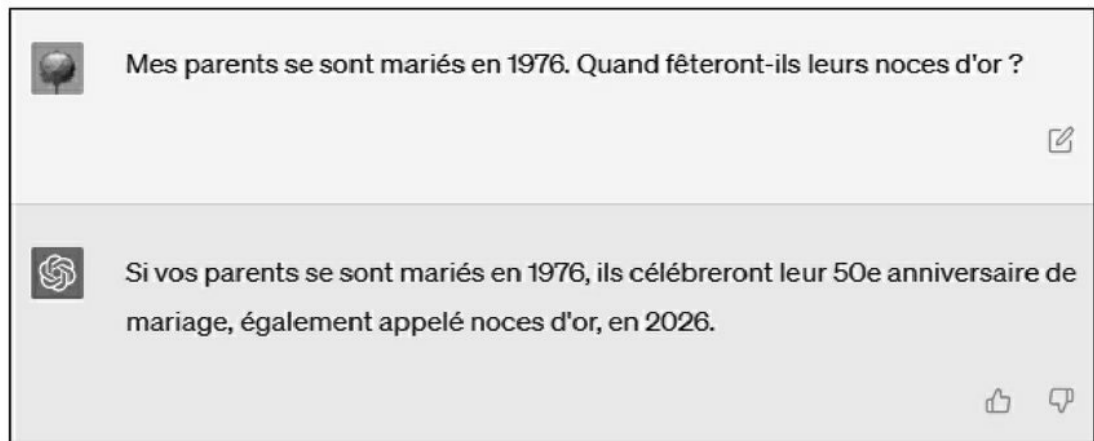 Mes parents se sont mariés en 1976. Quand fêteront-ils leurs noces d'or ?
Si vos parents se sont mariés en 1976, ils célébreront leur 50e anniversaire de
mariage, également appelé noces d'or, en 2026.